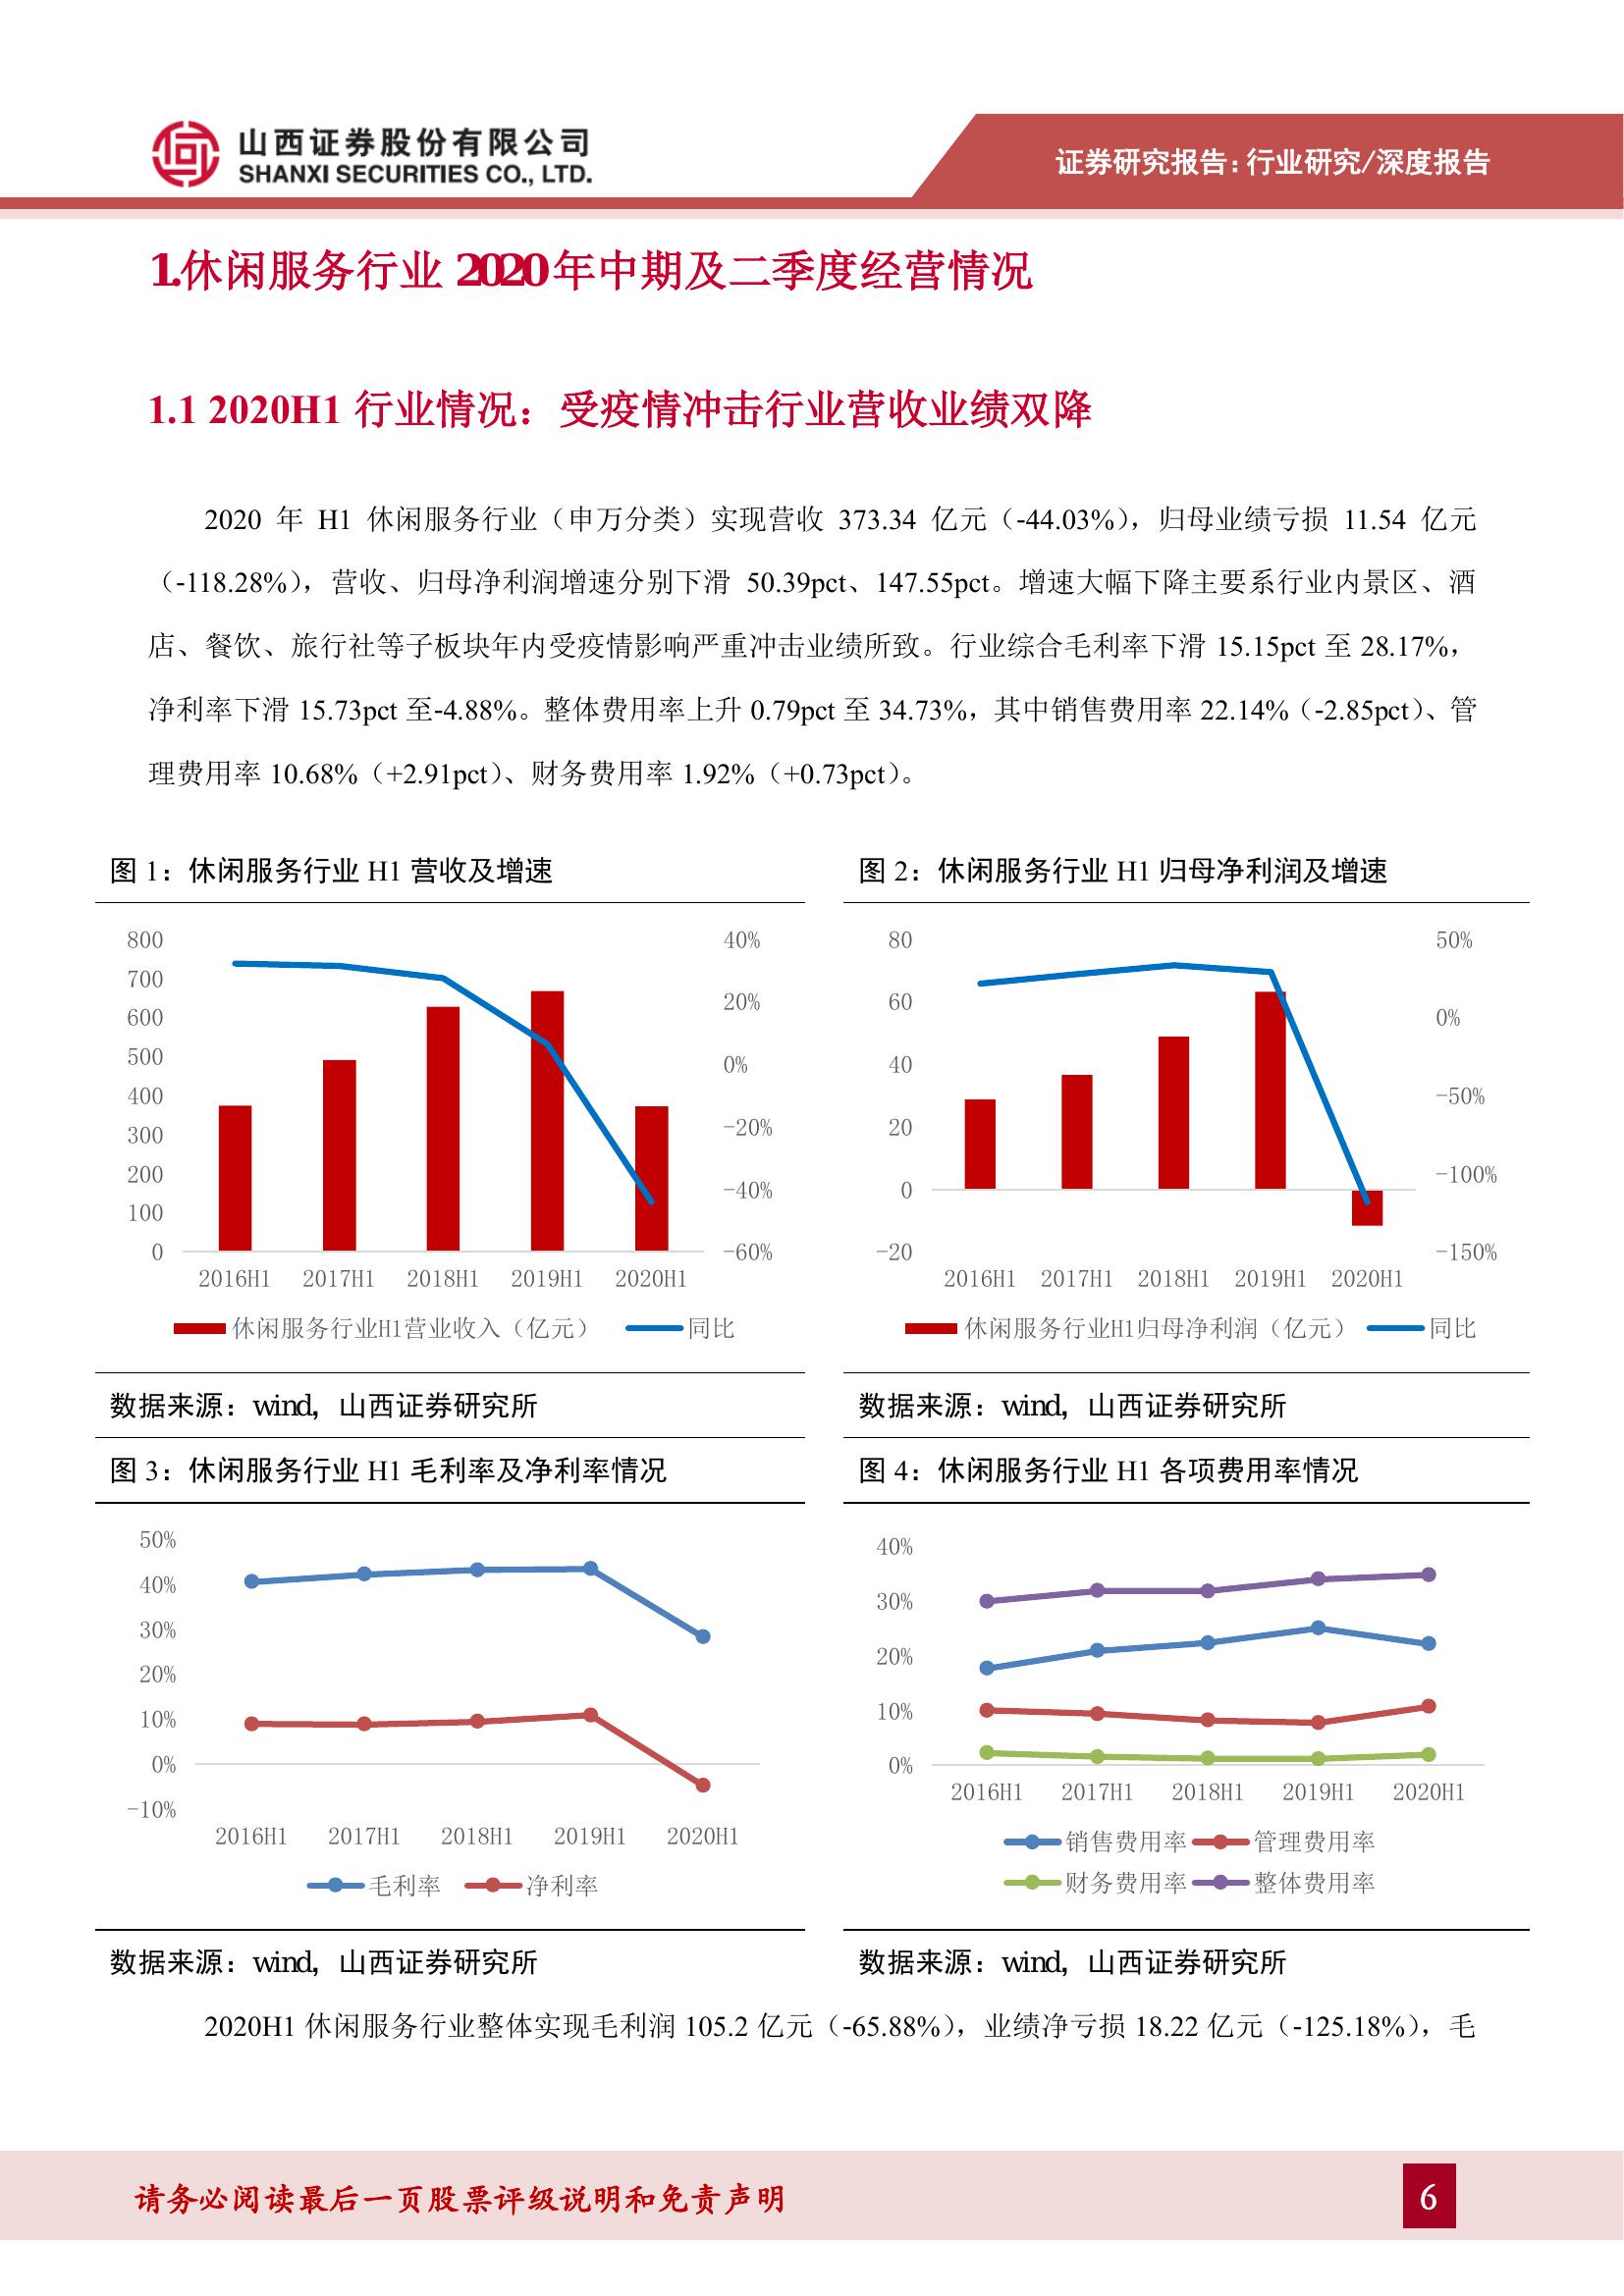 山西证券股份有限公司
SHANXI SECURITIES CO., LTD.
证券研究报告：行业研究/深度报告
1.休闲服务行业 2020 年中期及二季度经营情况
1.1 2020H1 行业情况：受疫情冲击行业营收业绩双降
2020 年 H1 休闲服务行业（申万分类）实现营收 373.34 亿元（-44.03%），归母业绩亏损 11.54 亿元
（-118.28%），营收、归母净利润增速分别下滑 50.39pct、147.55pct。增速大幅下降主要系行业内景区、酒
店、餐饮、旅行社等子板块年内受疫情影响严重冲击业绩所致。行业综合毛利率下滑 15.15pct 至 28.17%，
净利率下滑 15.73pct 至-4.88%。整体费用率上升 0.79pct 至 34.73%，其中销售费用率 22.14%（-2.85pct）、管
理费用率 10.68%（+2.91pct）、财务费用率 1.92%（+0.73pct）。
图 1：休闲服务行业 H1 营收及增速
800
700
600
500
400
300
200
100
0
40%
20%
0%
-20%
-40%
-60%
2016H1 2017H1 2018H1 2019H1 2020H1
休闲服务行业H1营业收入（亿元） 同比
数据来源：wind，山西证券研究所
图 2：休闲服务行业 H1 归母净利润及增速
80
60
40
20
0
-20
50%
0%
-50%
-100%
-150%
2016H1 2017H1 2018H1 2019H1 2020H1
休闲服务行业H1归母净利润（亿元） 同比
数据来源：wind，山西证券研究所
图 3：休闲服务行业 H1 毛利率及净利率情况
50%
40%
30%
20%
10%
0%
-10%
2016H1 2017H1 2018H1 2019H1 2020H1
毛利率 净利率
数据来源：wind，山西证券研究所
图 4：休闲服务行业 H1 各项费用率情况
40%
30%
20%
10%
0%
2016H1 2017H1 2018H1 2019H1 2020H1
销售费用率 管理费用率
财务费用率 整体费用率
数据来源：wind，山西证券研究所
2020H1 休闲服务行业整体实现毛利润 105.2 亿元（-65.88%），业绩净亏损 18.22 亿元（-125.18%），毛
请务必阅读最后一页股票评级说明和免责声明
6